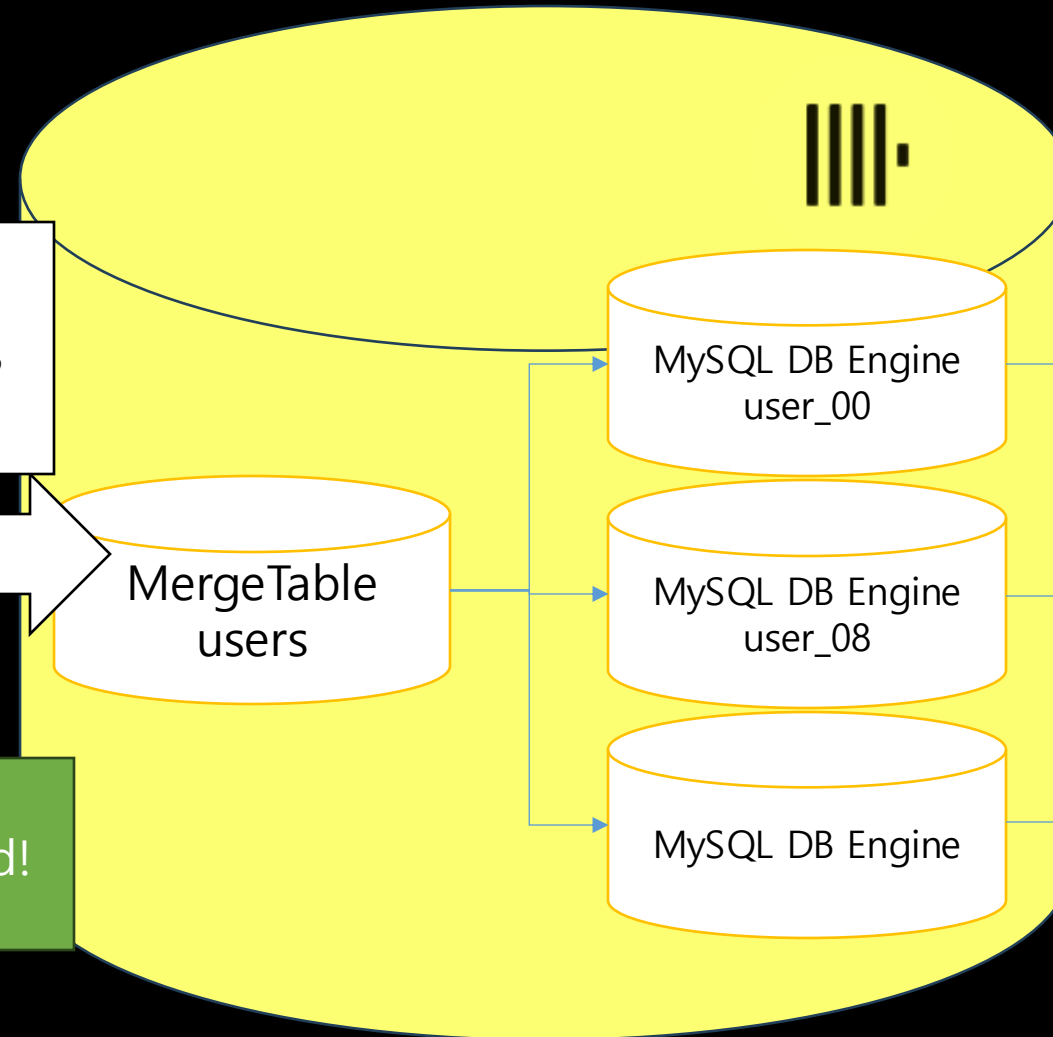 MySQL DB Engine
user_00
MergeTable
users
MySQL DB Engine
user_08
MySQL DB Engine
d!